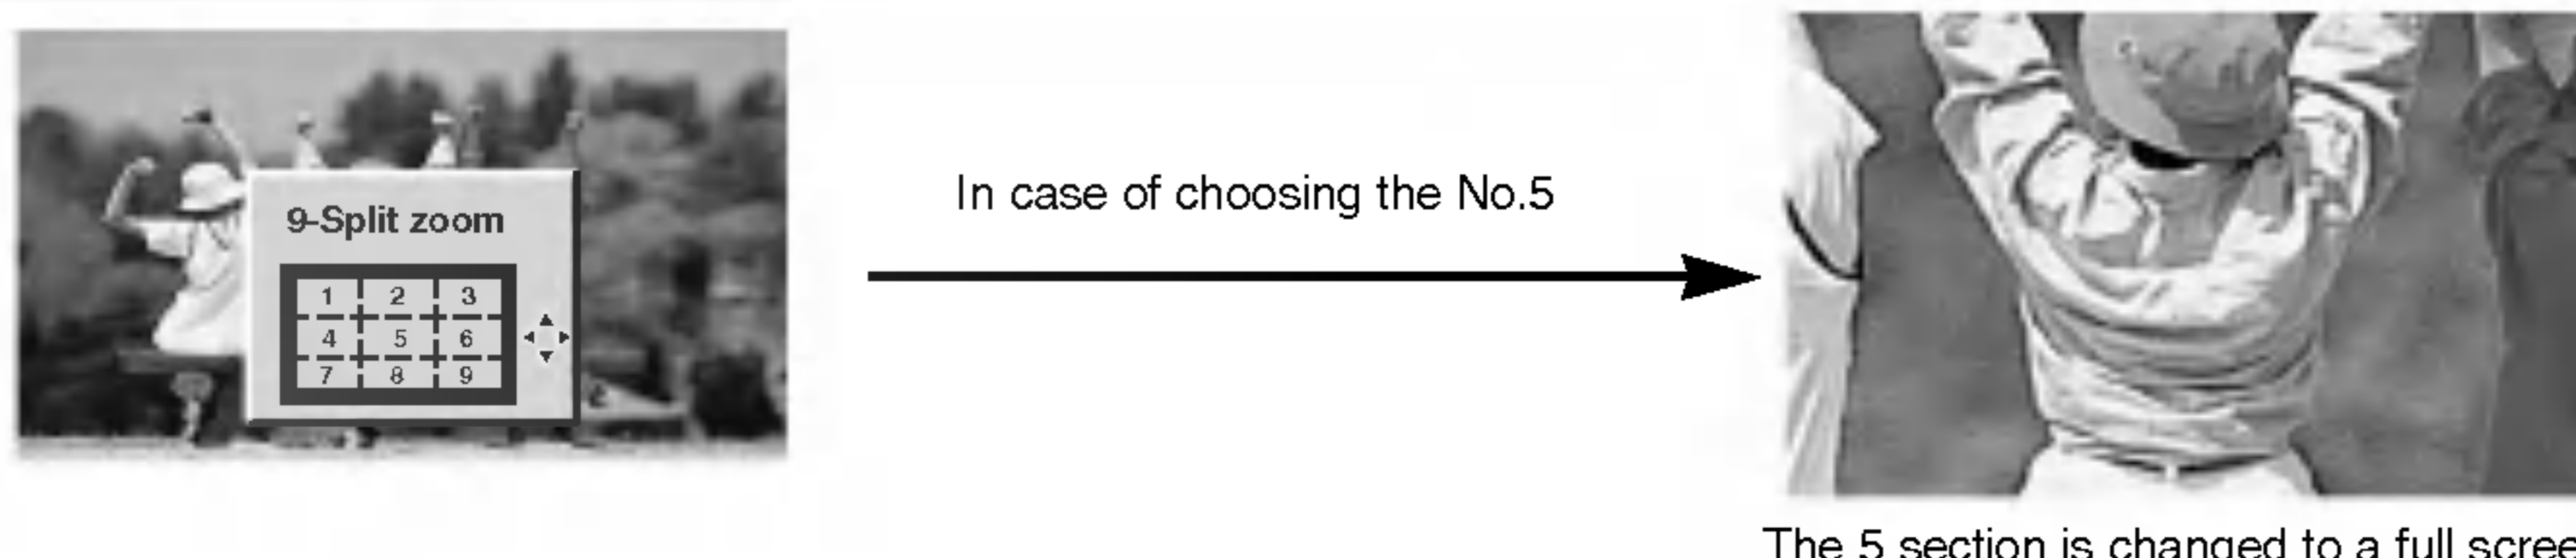 9-Split zoom
1 2 3
4 5 6
7 8 9
In case of choosing the No.5
The 5 section is changed to a full